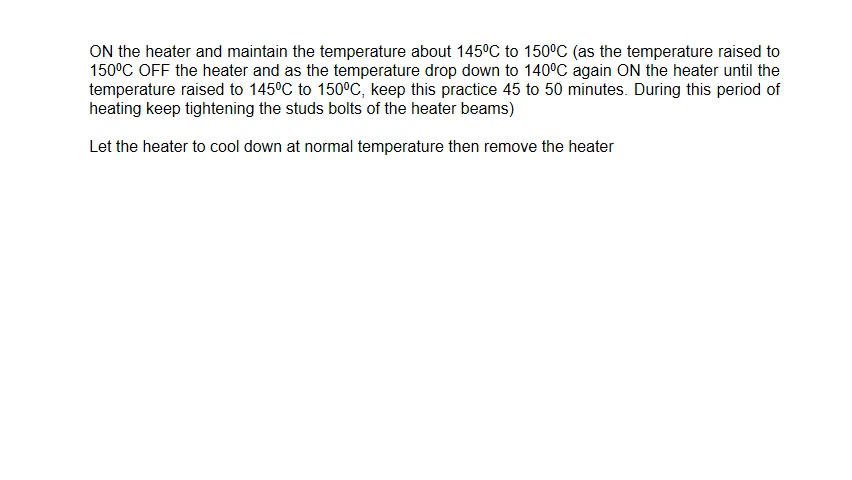 ON the heater and maintain the temperature about 145⁰C to 150⁰C (as the temperature raised to
150⁰C OFF the heater and as the temperature drop down to 140⁰C again ON the heater until the
temperature raised to 145⁰C to 150⁰C, keep this practice 45 to 50 minutes. During this period of
heating keep tightening the studs bolts of the heater beams)
Let the heater to cool down at normal temperature then remove the heater